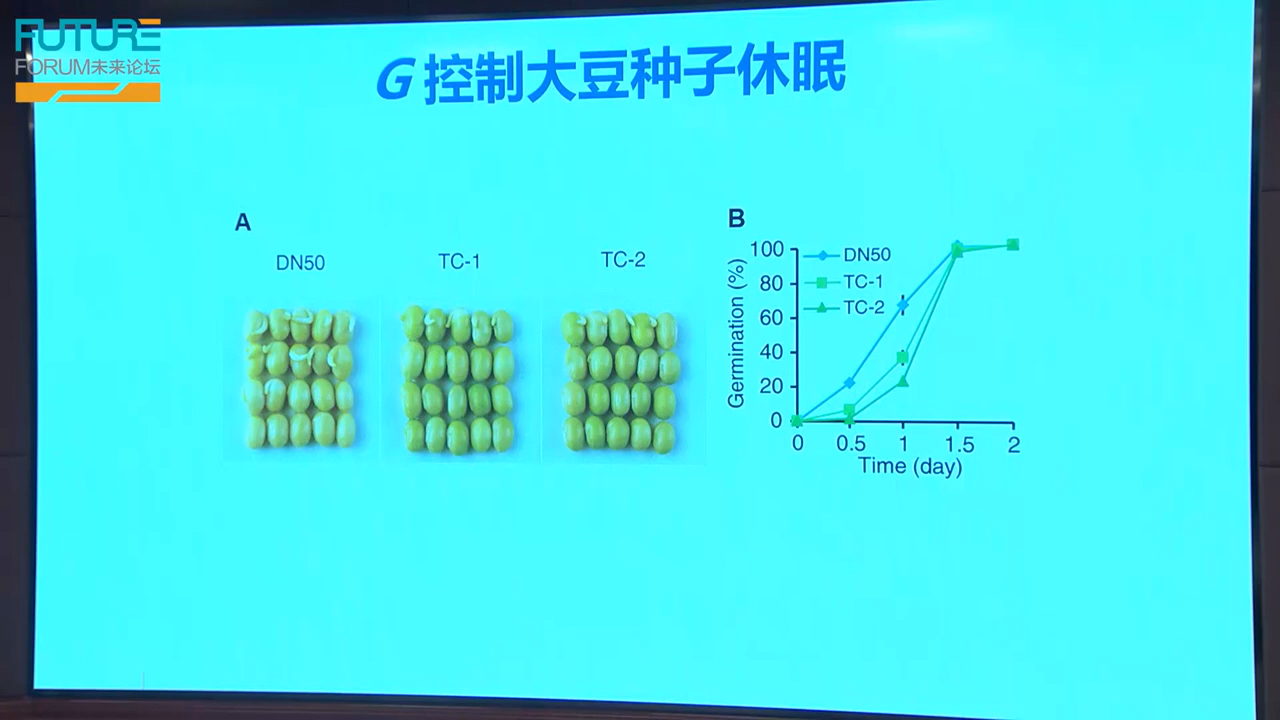 FUTURE
FORUM未来论坛
G 控制大豆种子休眠
A
DN50
TC-1
TC-2
B
Germination (%)
100
80
60
40
20
0
DN50
TC-1
TC-2
0
0.5
1
1.5
2
Time (day)